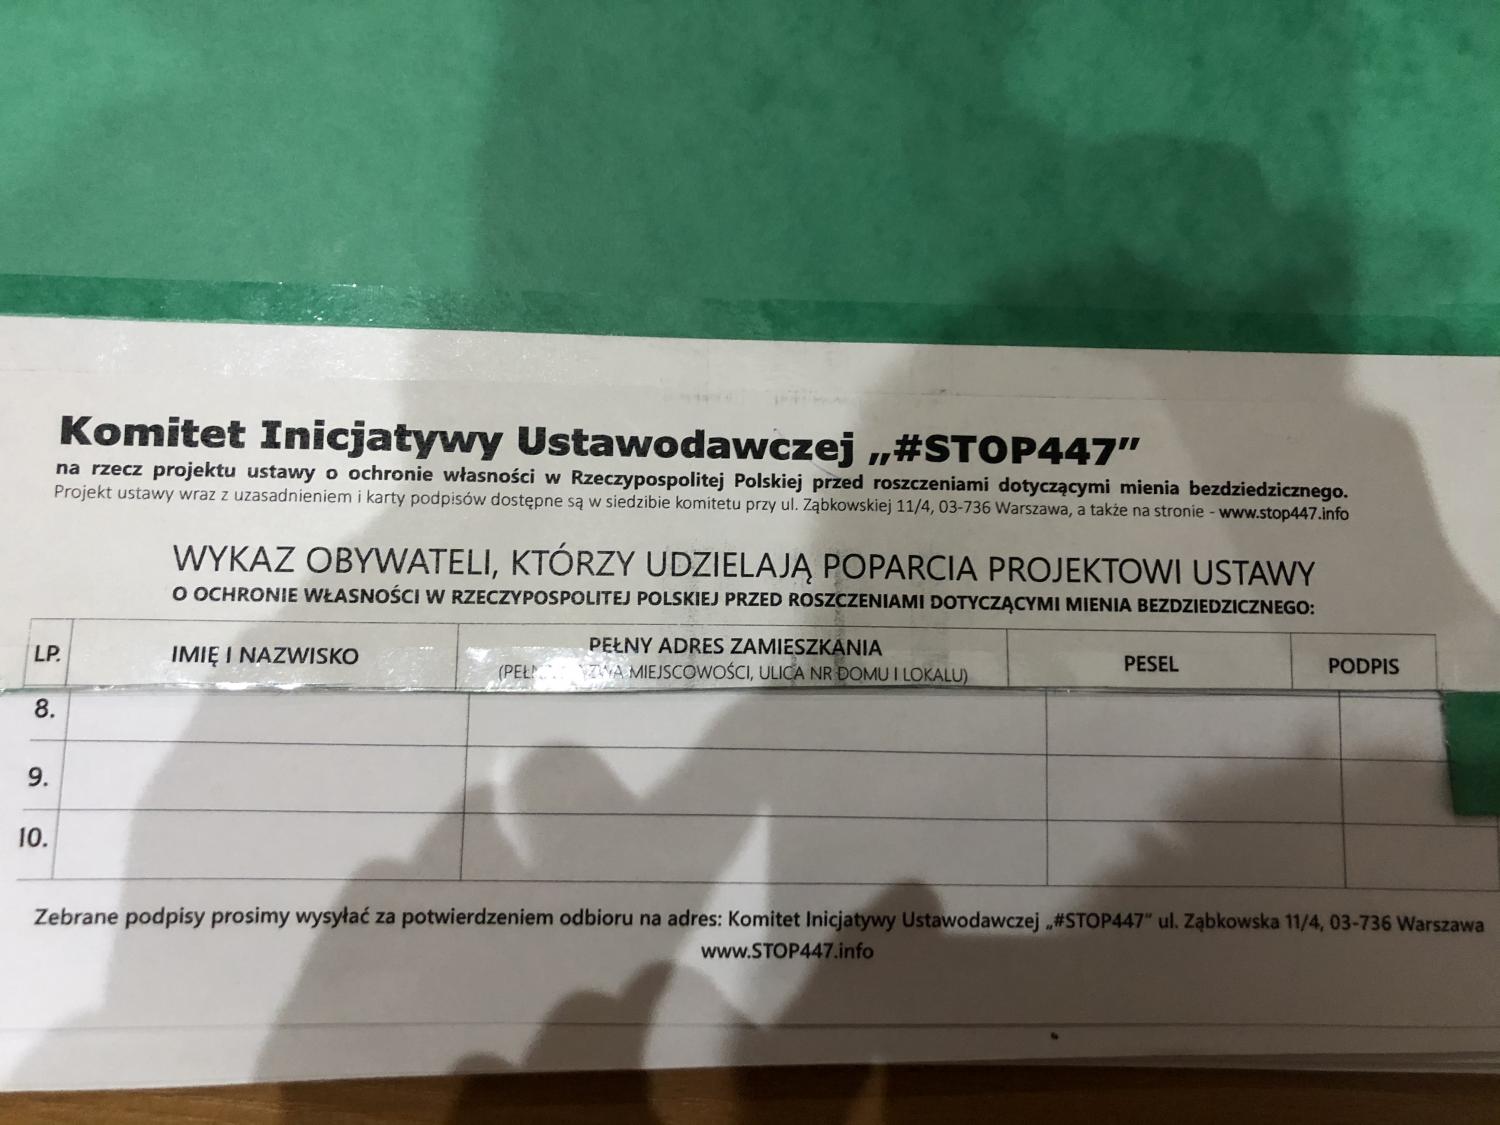 Komitet Inicjatywy Ustawodawczej „#STOP447”
na rzecz projektu ustawy o ochronie własności w Rzeczypospolitej Polskiej przed roszczeniami dotyczącymi mienia bezdziedzicznego.
Projekt ustawy wraz z uzasadnieniem i karty podpisów dostępne są w siedzibie komitetu przy ul. Ząbkowskiej 11/4, 03-736 Warszawa, a także na stronie - www.stop447.info
WYKAZ OBYWATELI, KTÓRZY UDZIELAJĄ POPARCIA PROJEKTOWI USTAWY
O OCHRONIE WŁASNOŚCI W RZECZYPOSPOLITEJ POLSKIEJ PRZED ROSZCZENIAMI DOTYCZĄCYMI MIENIA BEZDZIEDZICZNEGO:
LP. IMIĘ I NAZWISKO PEŁNY ADRES ZAMIESZKANIA PESEL PODPIS
MIEJSCOWOŚCI, ULICA NR DOMU I LOKALU)
8.
9.
10.
Zebrane podpisy prosimy wysyłać za potwierdzeniem odbioru na adres: Komitet Inicjatywy Ustawodawczej „#STOP447” ul. Ząbkowska 11/4, 03-736 Warszawa
www.STOP447.info